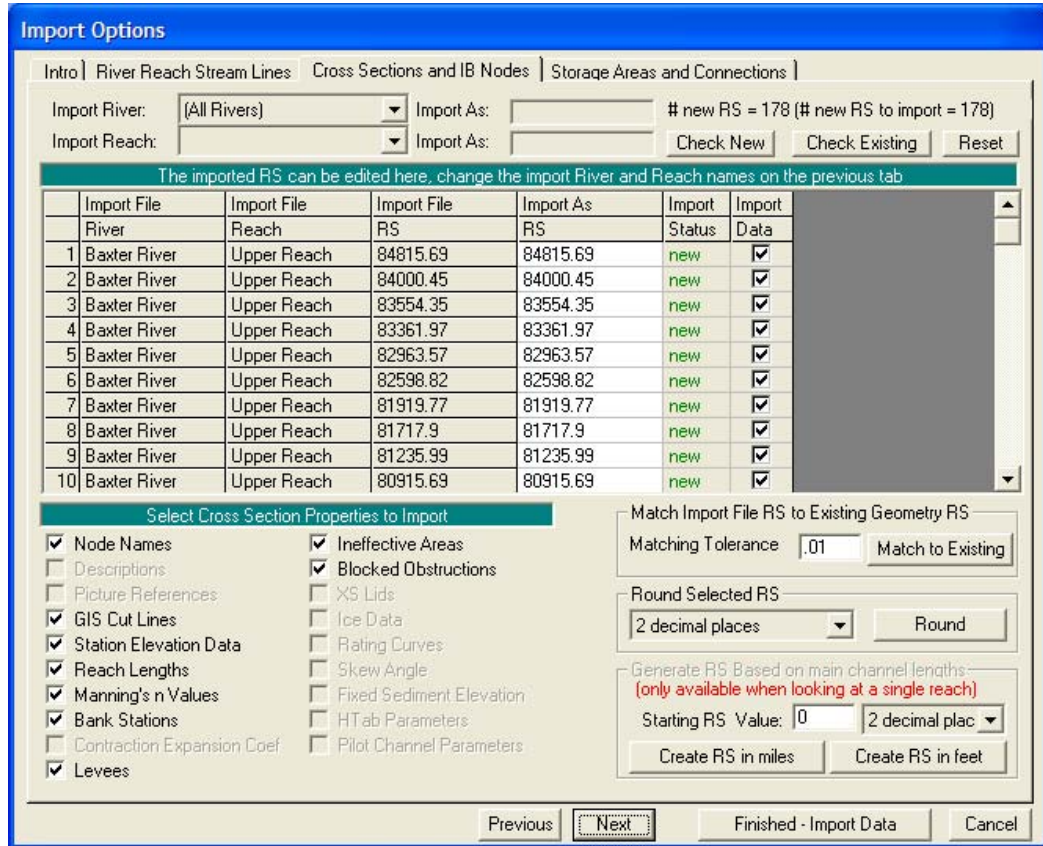 Import Options
Intro River Reach Stream Lines Cross Sections and IB Nodes Storage Areas and Connections
Import River: (All Rivers) Import As: # new RS = 178 (# new RS to import = 178)
Import Reach: Import As: Check New Check Existing Reset
The imported RS can be edited here, change the import River and Reach names on the previous tab
Import File Import File Import File Import As Import Import
River Reach RS RS Status Data
1 Baxter River Upper Reach 84815.69 84815.69 new
2 Baxter River Upper Reach 84000.45 84000.45 new
3 Baxter River Upper Reach 83554.35 83554.35 new
4 Baxter River Upper Reach 83361.97 83361.97 new
5 Baxter River Upper Reach 82963.57 82963.57 new
6 Baxter River Upper Reach 82598.82 82598.82 new
7 Baxter River Upper Reach 81919.77 81919.77 new
8 Baxter River Upper Reach 81717.9 81717.9 new
9 Baxter River Upper Reach 81235.99 81235.99 new
10 Baxter River Upper Reach 80915.69 80915.69 new
Select Cross Section Properties to Import
Node Names
Descriptions
Picture References
GIS Cut Lines
Station Elevation Data
Reach Lengths
Manning's n Values
Bank Stations
Contraction Expansion Coef
Levees
Ineffective Areas
Blocked Obstructions
XS Lids
Ice Data
Rating Curves
Skew Angle
Fixed Sediment Elevation
HTab Parameters
Pilot Channel Parameters
Match Import File RS to Existing Geometry RS
Matching Tolerance .01 Match to Existing
Round Selected RS
2 decimal places Round
Generate RS Based on main channel lengths
(only available when looking at a single reach)
Starting RS Value: 0 2 decimal plac
Create RS in miles Create RS in feet
Previous Next Finished - Import Data Cancel